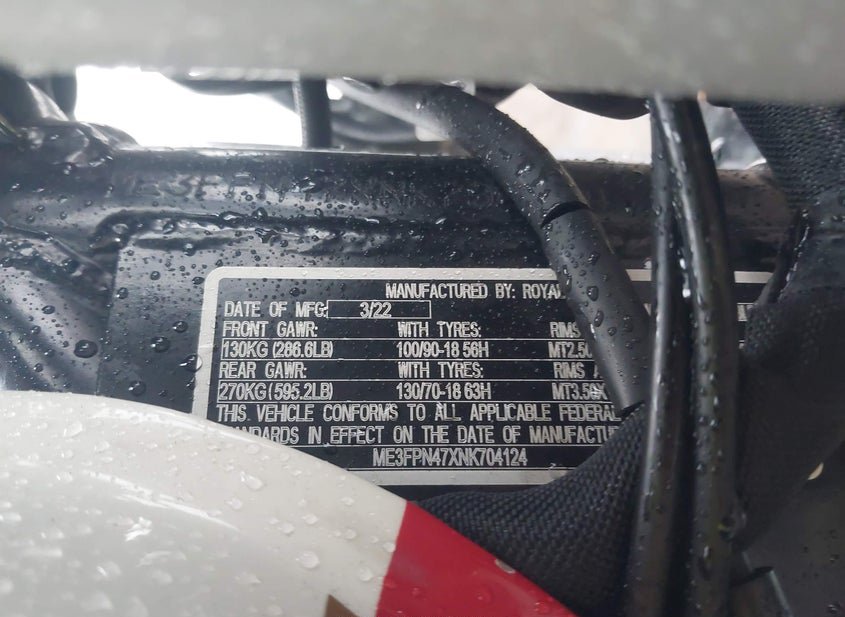 MANUFACTURED BY: ROYAL
DATE OF MFG: 3/22
FRONT GAWR: WITH TYRES: RIMS
130KG (286.6LB) 100/90-18 56H MT2.50
REAR GAWR: WITH TYRES: RIMS A
270KG (595.2LB) 130/70-18 63H MT3.50X
THIS VEHICLE CONFORMS TO ALL APPLICABLE FEDERAL
TANDARDS IN EFFECT ON THE DATE OF MANUFACTU
ME3FPN47XNK704124